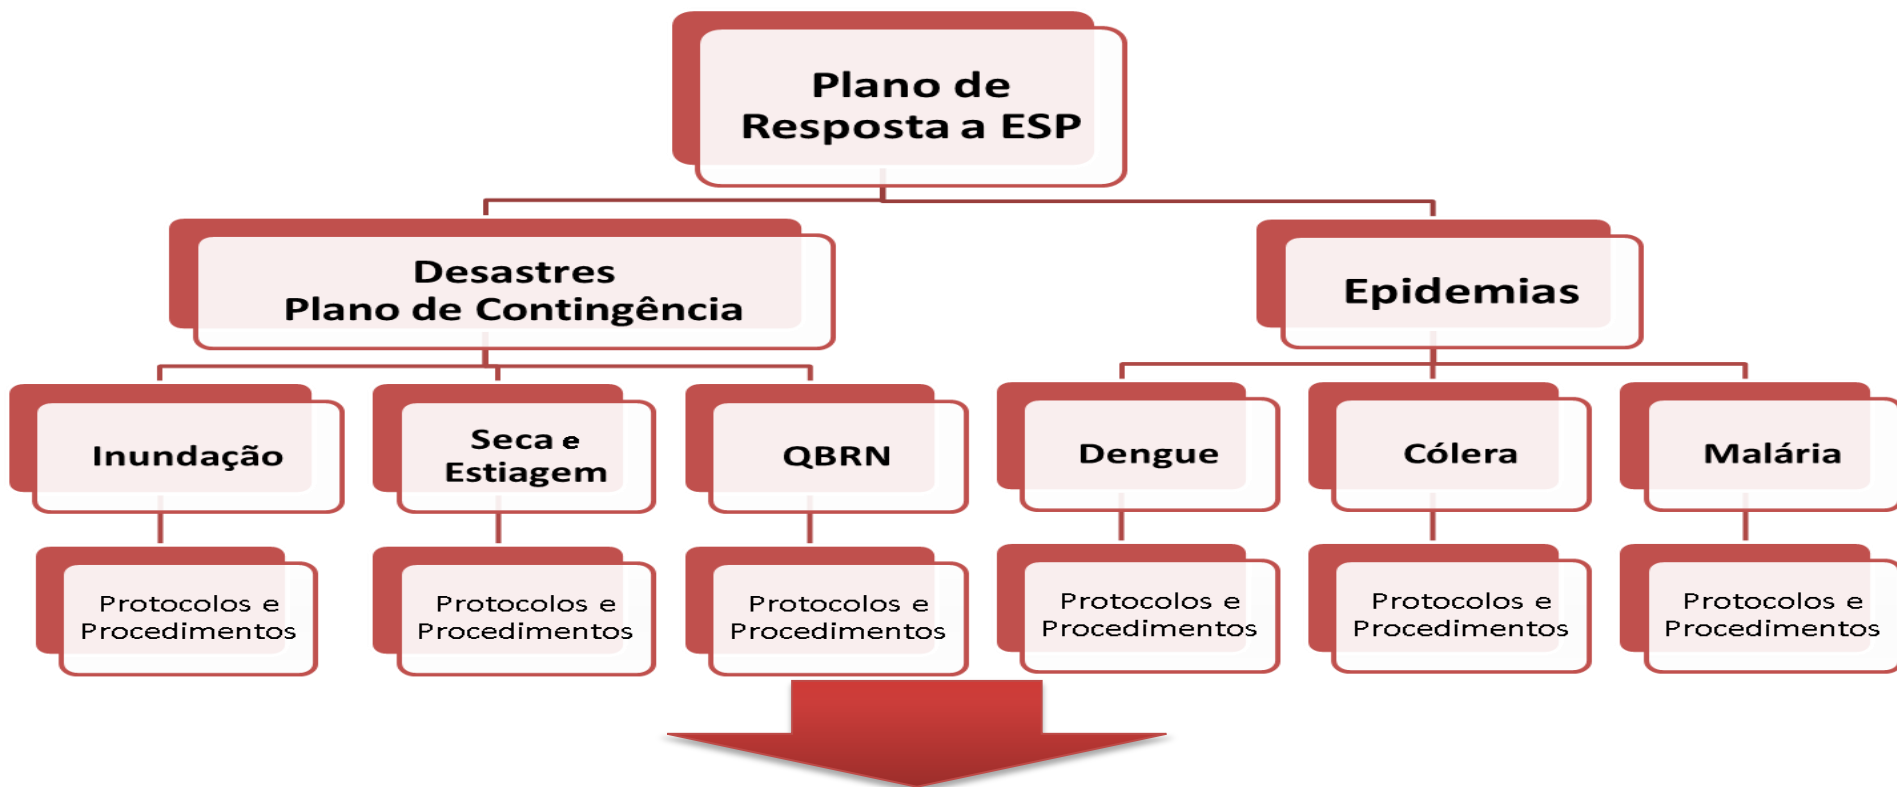 Plano de
Resposta a ESP
Desastres
Plano de Contingência
Epidemias
Inundação
Seca e
Estiagem
QBRN
Dengue
Cólera
Malária
Protocolos e
Procedimentos
Protocolos e
Procedimentos
Protocolos e
Procedimentos
Protocolos e
Procedimentos
Protocolos e
Procedimentos
Protocolos e
Procedimentos